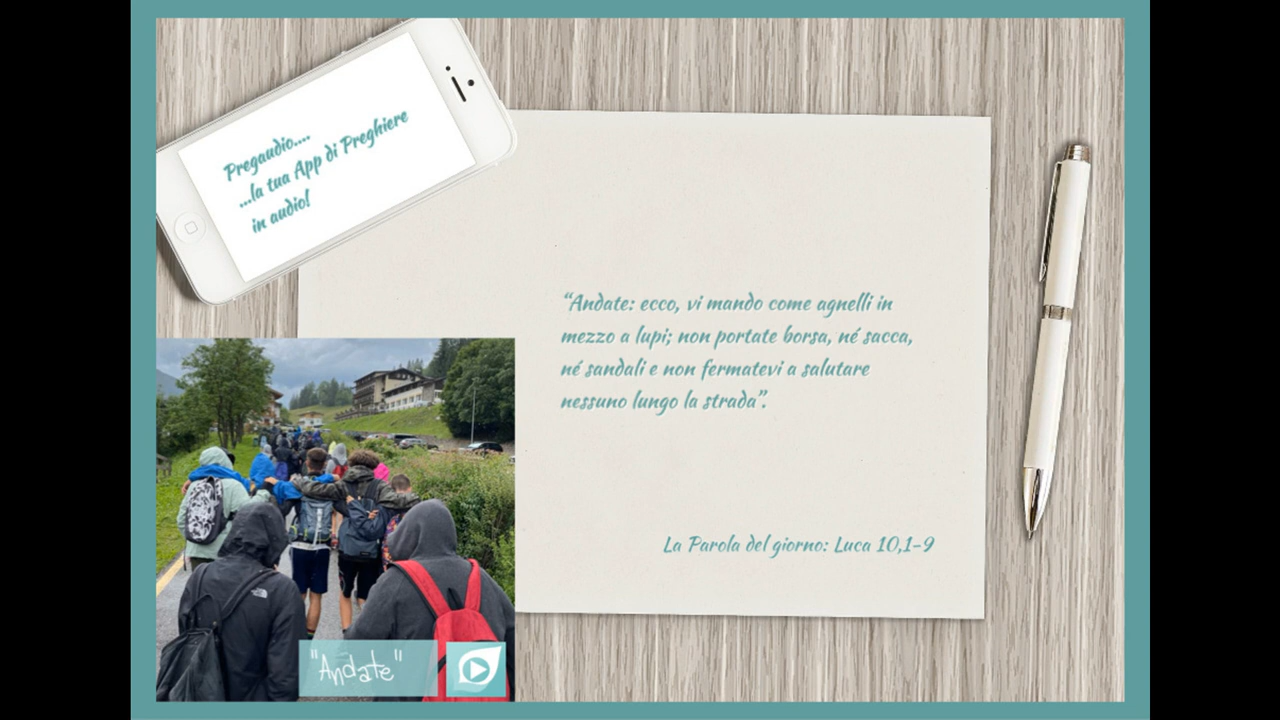 Pregaudio....
...la tua App di Preghiere
in audio!
“Andate: ecco, vi mando come agnelli in
mezzo a lupi; non portate borsa, né sacca,
né sandali e non fermatevi a salutare
nessuno lungo la strada”.
La Parola del giorno: Luca 10,1-9
"Andate"